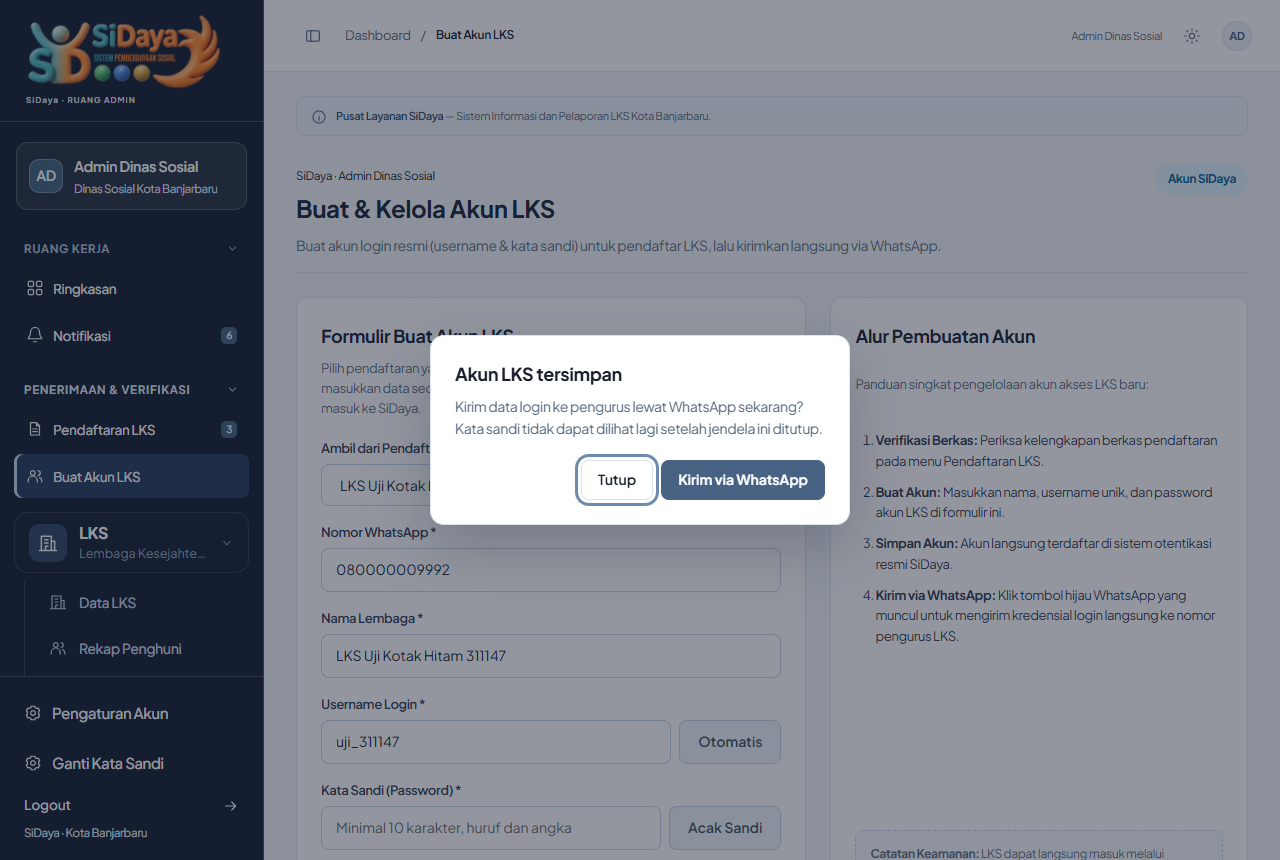 SiDaya
SISTEM PEMBERDAYAAN SOSIAL
SiDaya · RUANG ADMIN
AD
Admin Dinas Sosial
Dinas Sosial Kota Banjarbaru
RUANG KERJA
Ringkasan
Notifikasi 6
PENERIMAAN & VERIFIKASI
Pendaftaran LKS 3
Buat Akun LKS
LKS
Lembaga Kesejahte...
Data LKS
Rekap Penghuni
Pengaturan Akun
Ganti Kata Sandi
Logout
SiDaya · Kota Banjarbaru
Dashboard / Buat Akun LKS
Admin Dinas Sosial AD
Pusat Layanan SiDaya — Sistem Informasi dan Pelaporan LKS Kota Banjarbaru.
SiDaya · Admin Dinas Sosial
Akun SiDaya
Buat & Kelola Akun LKS
Buat akun login resmi (username & kata sandi) untuk pendaftar LKS, lalu kirimkan langsung via WhatsApp.
Formulir Buat Akun LKS
Pilih pendaftaran
masukkan data
masuk ke SiDaya.
Ambil dari
LKS Uji Kotak
Nomor WhatsApp *
080000009992
Nama Lembaga *
LKS Uji Kotak Hitam 311147
Username Login *
uji_311147
Otomatis
Kata Sandi (Password) *
Minimal 10 karakter, huruf dan angka
Acak Sandi
Akun LKS tersimpan
Kirim data login ke pengurus lewat WhatsApp sekarang?
Kata sandi tidak dapat dilihat lagi setelah jendela ini ditutup.
Tutup
Kirim via WhatsApp
Alur Pembuatan Akun
Panduan singkat pengelolaan akun akses LKS baru:
1. Verifikasi Berkas: Periksa kelengkapan berkas pendaftaran
pada menu Pendaftaran LKS.
2. Buat Akun: Masukkan nama, username unik, dan password
akun LKS di formulir ini.
3. Simpan Akun: Akun langsung terdaftar di sistem otentikasi
resmi SiDaya.
4. Kirim via WhatsApp: Klik tombol hijau WhatsApp yang
muncul untuk mengirim kredensial login langsung ke nomor
pengurus LKS.
Catatan Keamanan: LKS dapat langsung masuk melalui